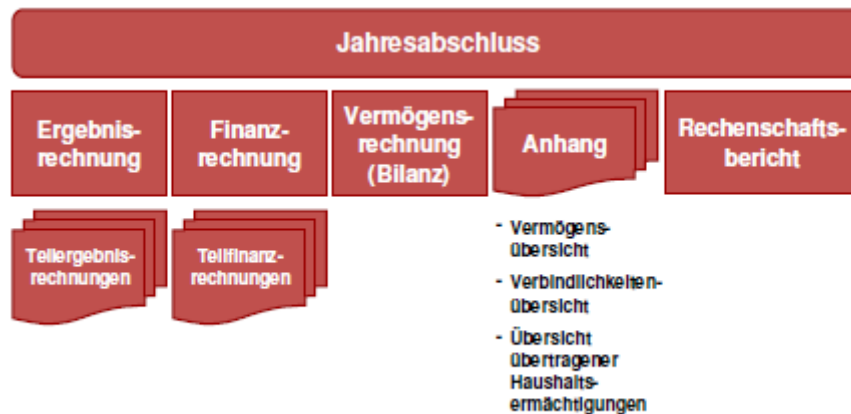 Jahresabschluss
Ergebnis-
rechnung
Finanz-
rechnung
Vermögens-
rechnung
(Bilanz)
Anhang
Rechenschafts-
bericht
Teilergebnis-
rechnungen
Teilfinanz-
rechnungen
- Vermögens-
übersicht
- Verbindlichkeiten-
übersicht
- Übersicht
übertragener
Haushalts-
ermächtigungen